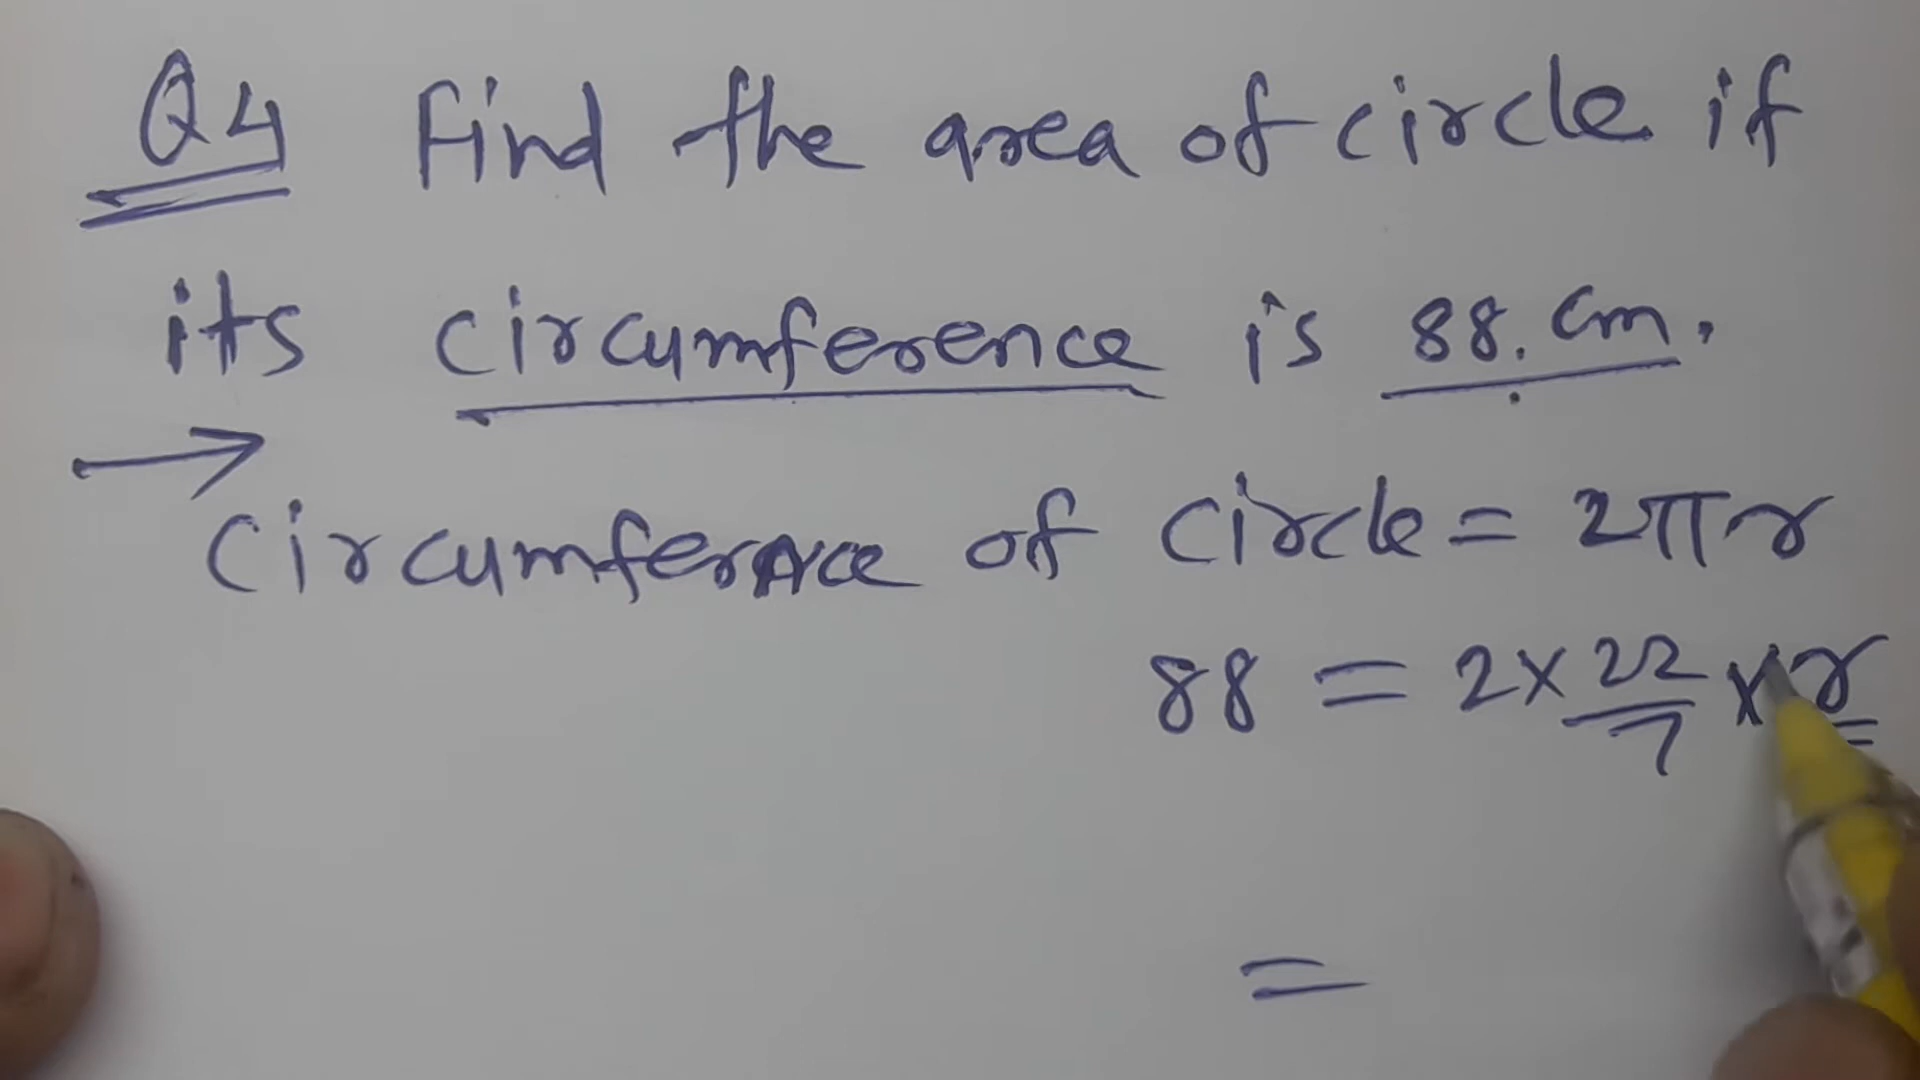 Q4 Find the area of circle if
its circumference is 88. cm.
→
Circumfernce of circle = 2πr
88 = 2 × 22/7 × r
=